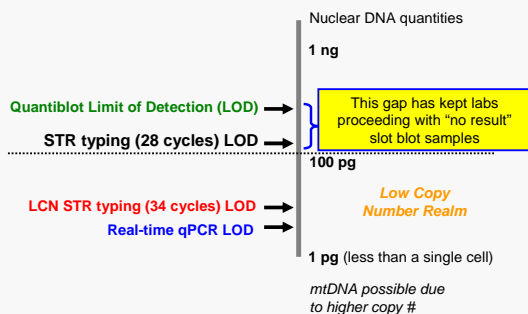 Nuclear DNA quantities
1 ng
Quantiblot Limit of Detection (LOD)
This gap has kept labs
proceeding with “no result”
slot blot samples
STR typing (28 cycles) LOD
100 pg
Low Copy
Number Realm
LCN STR typing (34 cycles) LOD
Real-time qPCR LOD
1 pg (less than a single cell)
mtDNA possible due
to higher copy #